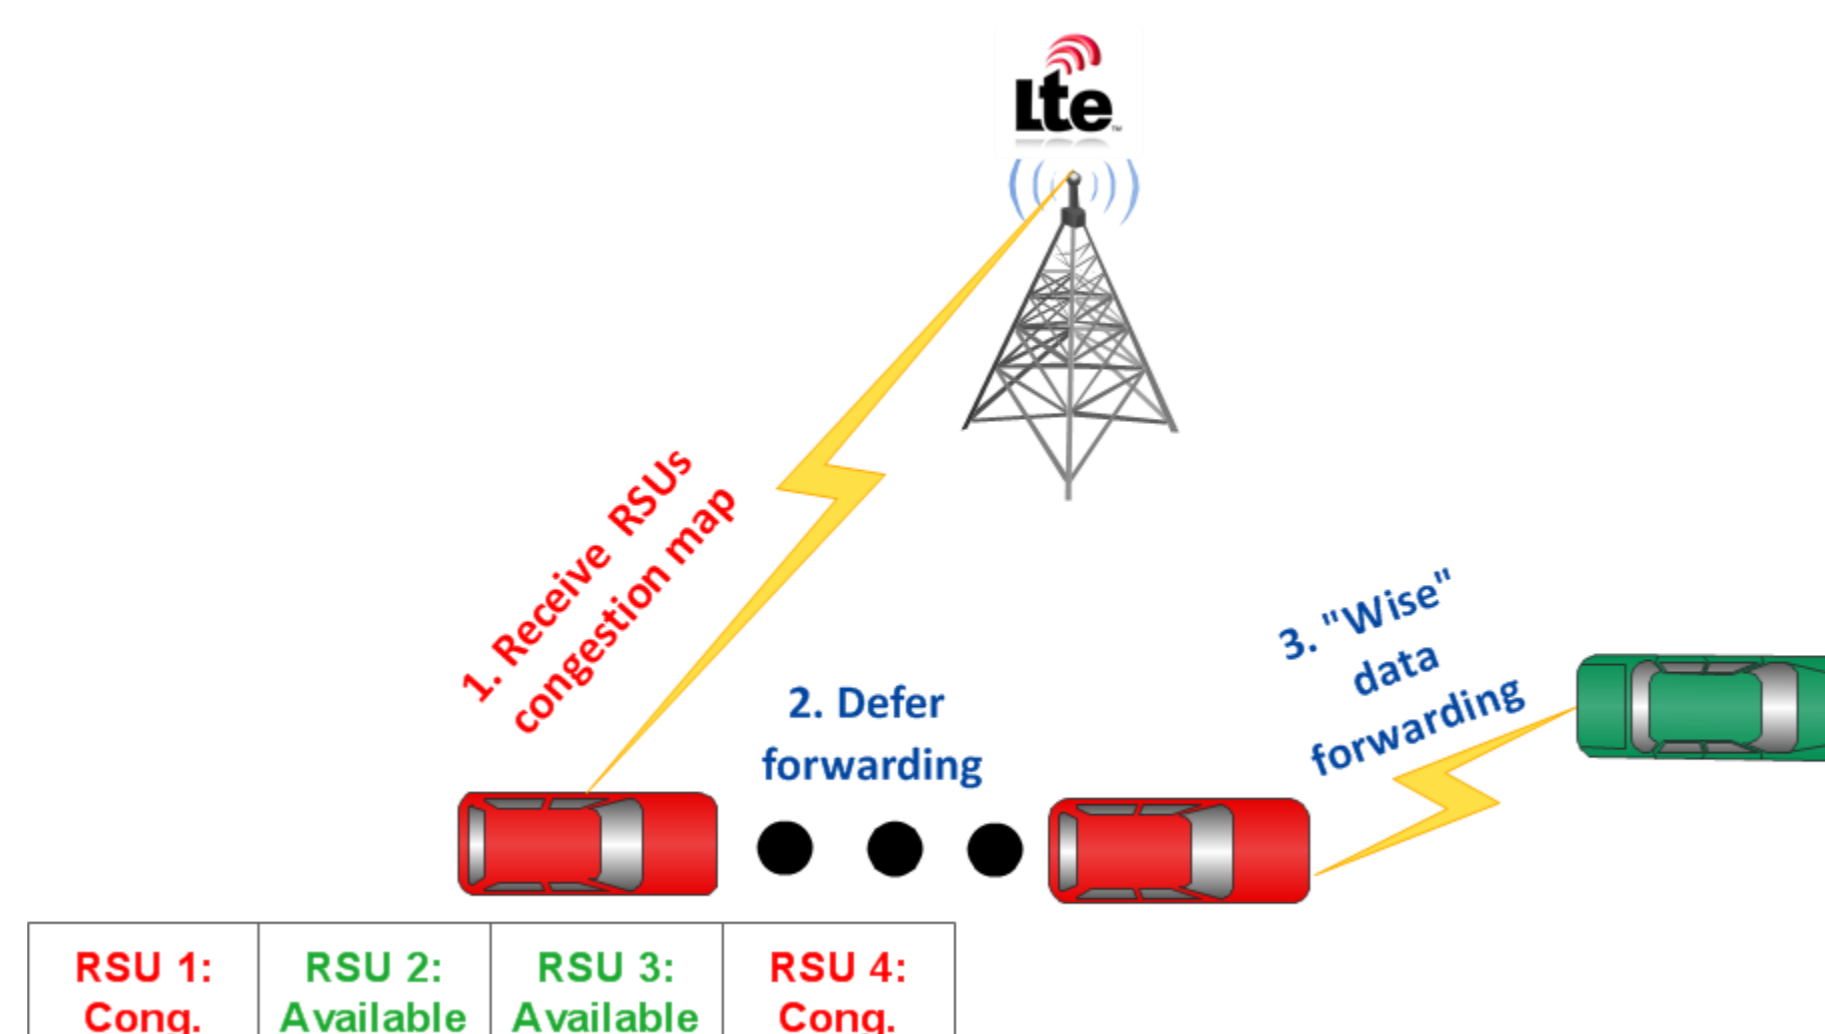 Lte™
1. Receive RSUs
congestion map
2. Defer
forwarding
3. "Wise"
data
forwarding
RSU 1:
Cong.
RSU 2:
Available
RSU 3:
Available
RSU 4:
Cong.